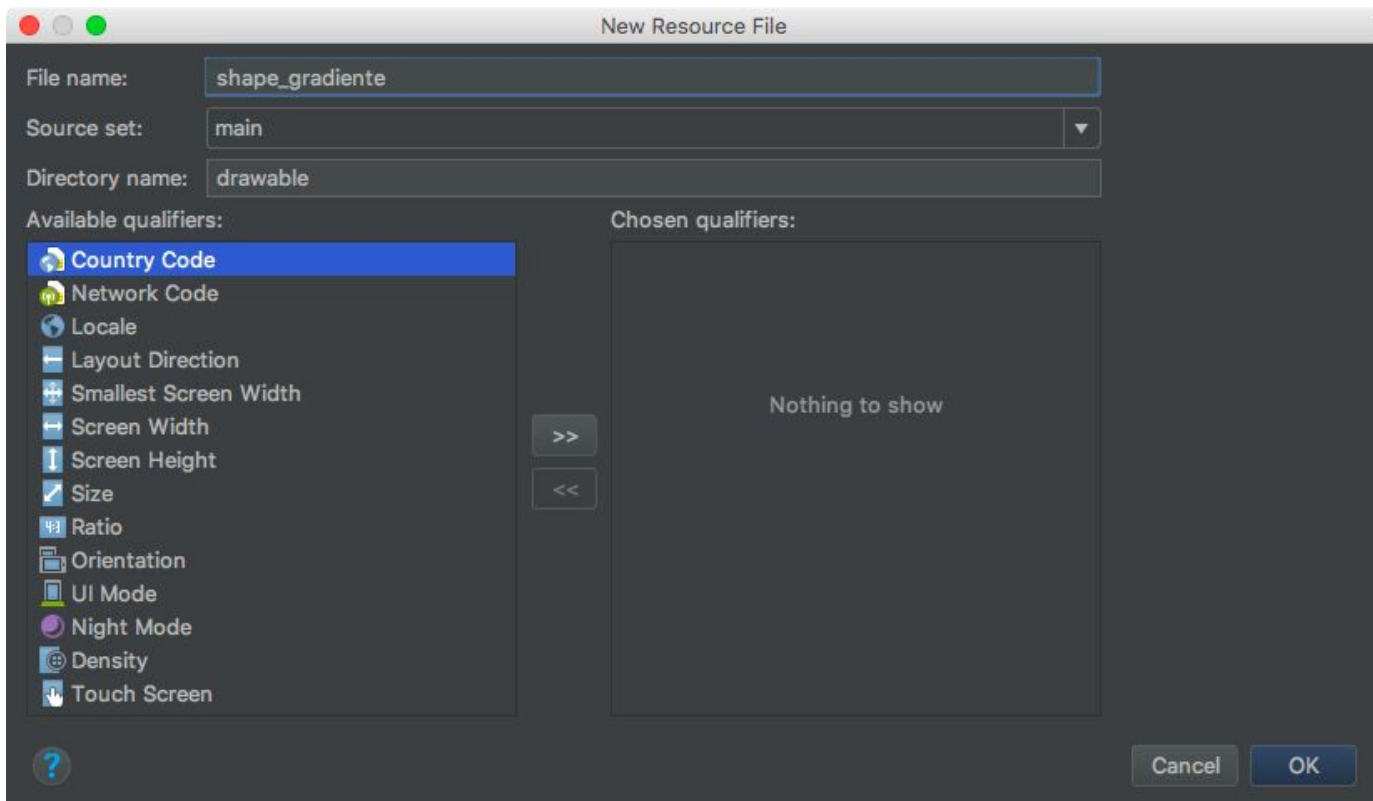 New Resource File
File name: shape_gradiente
Source set: main
Directory name: drawable
Available qualifiers:
Chosen qualifiers:
Country Code
Network Code
Locale
Layout Direction
Smallest Screen Width
Screen Width
Screen Height
Size
Ratio
Orientation
UI Mode
Night Mode
Density
Touch Screen
>>
<<
Nothing to show
?
Cancel
OK